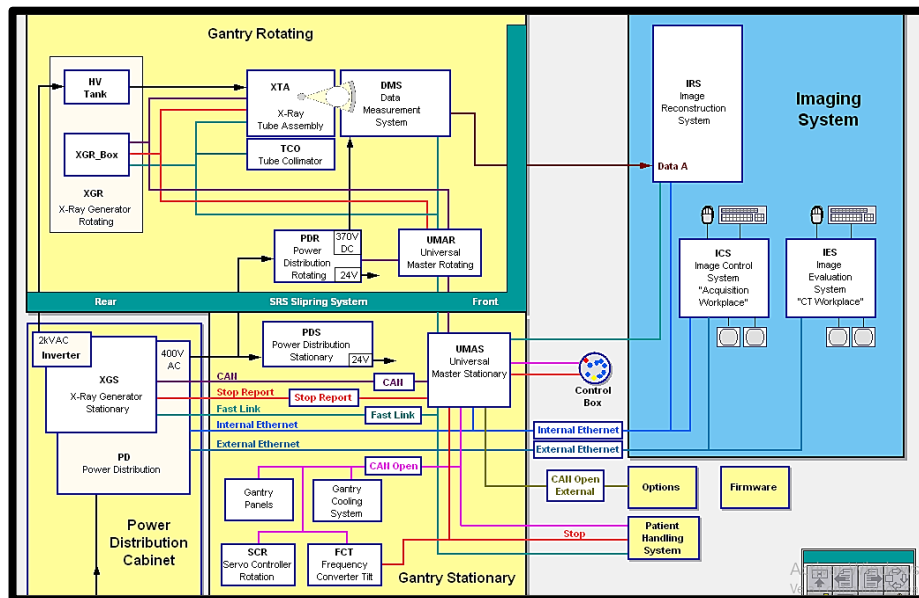 Gantry Rotating
HV
Tank
XGR_Box
XGR
X-Ray Generator
Rotating
XTA
X-Ray
Tube Assembly
TCO
Tube Collimator
DMS
Data
Measurement
System
PDR
Power
Distribution
Rotating
370V
DC
24V
UMAR
Universal
Master Rotating
Rear
SRS Slipring System
Front
IRS
Image
Reconstruction
System
Data A
Imaging
System
ICS
Image Control
System
"Acquisition
Workplace"
IES
Image
Evaluation
System
"CT Workplace"
2kVAC
Inverter
400V
AC
XGS
X-Ray Generator
Stationary
PD
Power Distribution
Power
Distribution
Cabinet
PDS
Power Distribution
Stationary
24V
UMAS
Universal
Master Stationary
Control
Box
CAN
CAN
Stop Report
Stop Report
Fast Link
Fast Link
Internal Ethernet
Internal Ethernet
External Ethernet
External Ethernet
CAN Open
Gantry
Panels
Gantry
Cooling
System
SCR
Servo Controller
Rotation
FCT
Frequency
Converter Tilt
Gantry Stationary
CAN Open
External
Options
Firmware
Stop
Patient
Handling
System